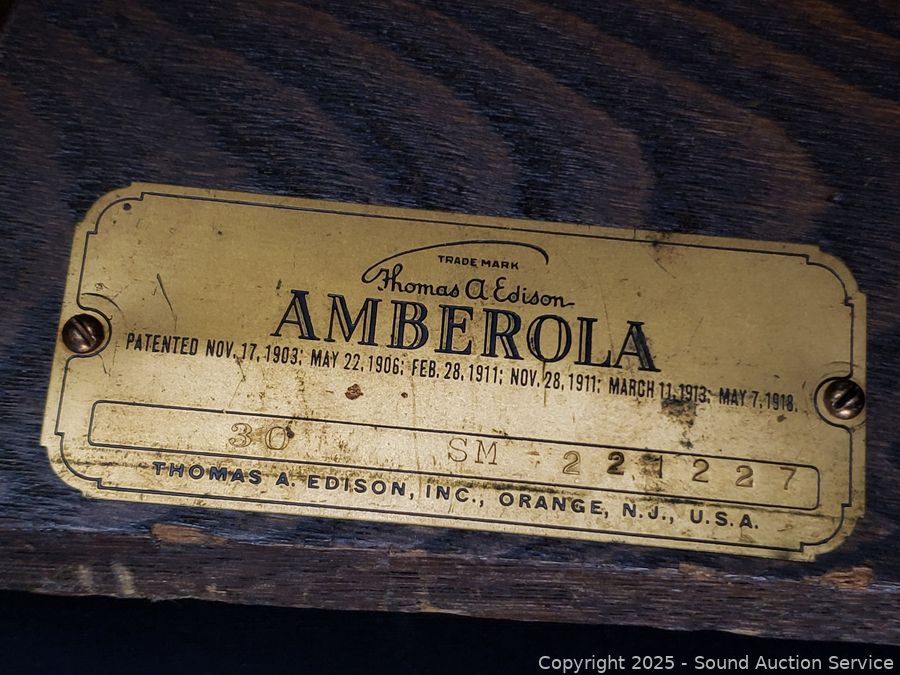 TRADE MARK
Thomas A Edison
AMBEROLA
PATENTED NOV. 17, 1903; MAY 22, 1906; FEB. 28, 1911; NOV. 28, 1911; MARCH 11, 1913; MAY 7, 1918.
30 SM 221227
THOMAS A. EDISON, INC., ORANGE, N.J., U.S.A.
Copyright 2025 - Sound Auction Service